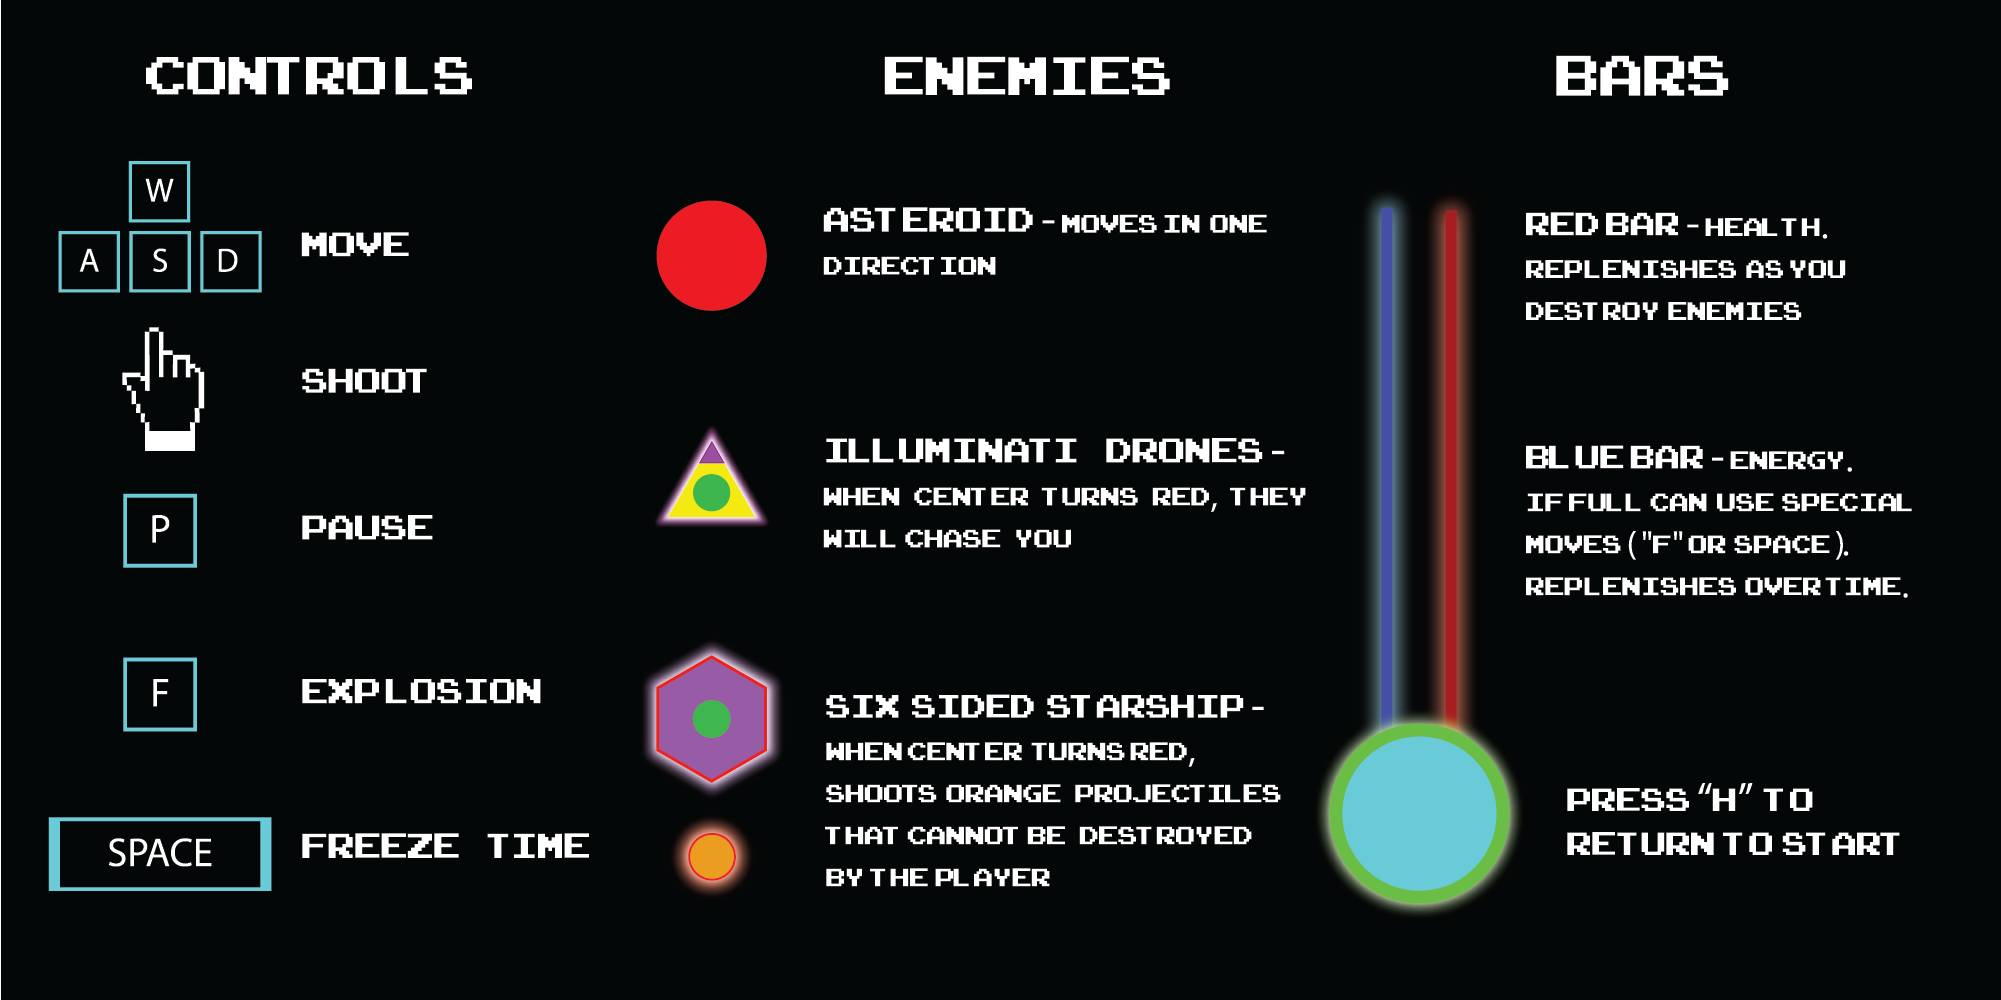 CONTROLS
W
A S D
MOVE
SHOOT
P
PAUSE
F
EXPLOSION
SPACE
FREEZE TIME
ENEMIES
ASTEROID - MOVES IN ONE
DIRECTION
ILLUMINATI DRONES -
WHEN CENTER TURNS RED, THEY
WILL CHASE YOU
SIX SIDED STARSHIP -
WHEN CENTER TURNS RED,
SHOOTS ORANGE PROJECTILES
THAT CANNOT BE DESTROYED
BY THE PLAYER
BARS
RED BAR - HEALTH.
REPLENISHES AS YOU
DESTROY ENEMIES
BLUE BAR - ENERGY.
IF FULL CAN USE SPECIAL
MOVES ("F" OR SPACE).
REPLENISHES OVERTIME.
PRESS “H” TO
RETURN TO START